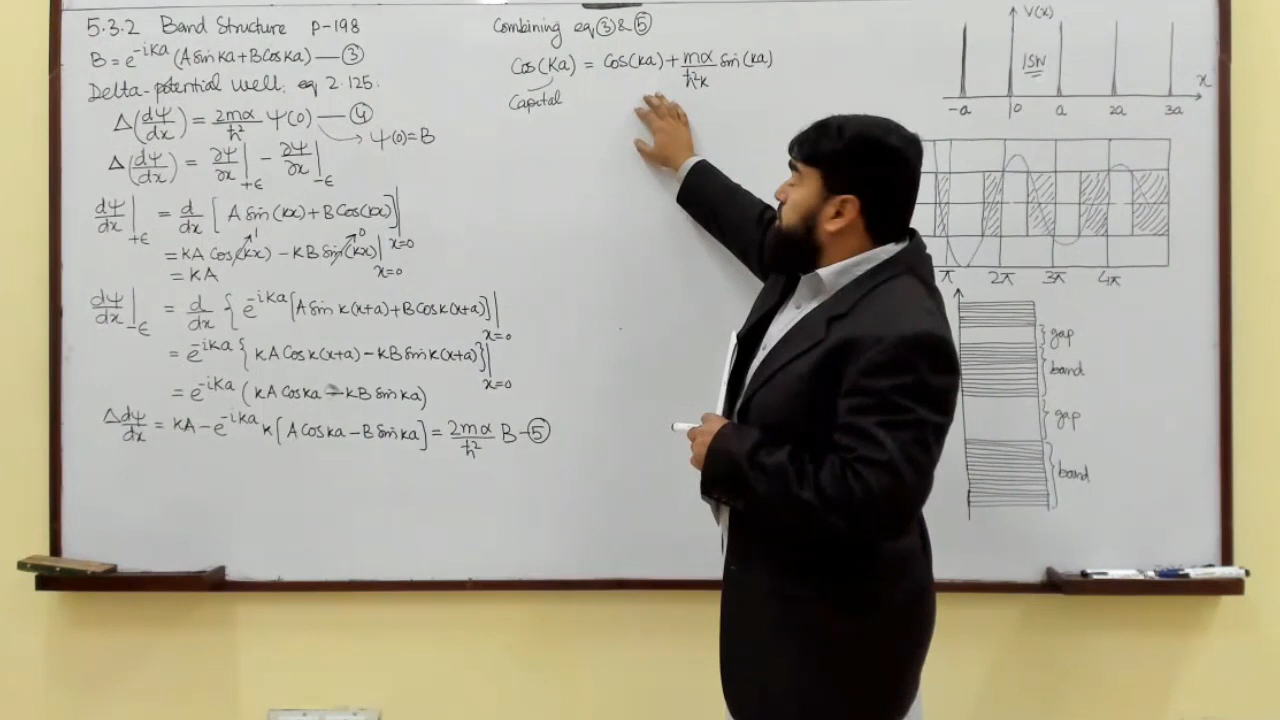 5.3.2 Band Structure P-198
B = e^{-iKa} (A Sin ka + B Cos ka) — ③
Delta-potential well. eq 2.125.
Δ(dψ/dx) = 2mα/ħ² ψ(0) — ④
ψ(0) = B
Δ(dψ/dx) = ∂ψ/∂x|+ε − ∂ψ/∂x|−ε
dψ/dx|+ε = d/dx [A Sin(kx) + B Cos(kx)]|x=0
= kA Cos(kx) − kB Sin(kx)|x=0
1 0
= kA
dψ/dx|−ε = d/dx {e^{-iKa} [A Sin k(x+a) + B Cos k(x+a)]}|x=0
= e^{-iKa} {kA Cos k(x+a) − kB Sin k(x+a)}|x=0
= e^{-iKa} (kA Cos ka − kB Sin ka)
Δdψ/dx = kA − e^{-iKa} k [A Cos ka − B Sin ka] = 2mα/ħ² B — ⑤
Combining eq ③ & ⑤
Cos(Ka) = Cos(ka) + mα/ħ²k Sin(ka)
Capital
V(x)
ISW
x
-a 0 a 2a 3a
π 2π 3π 4π
gap
band
gap
band